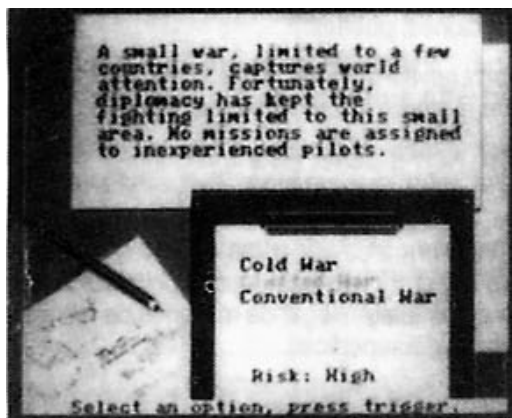 A small war, limited to a few
countries, captures world
attention. Fortunately,
diplomacy has kept the
fighting limited to this small
area. No missions are assigned
to inexperienced pilots.
Cold War
Limited War
Conventional War
Risk: High
Select an option, press trigger.